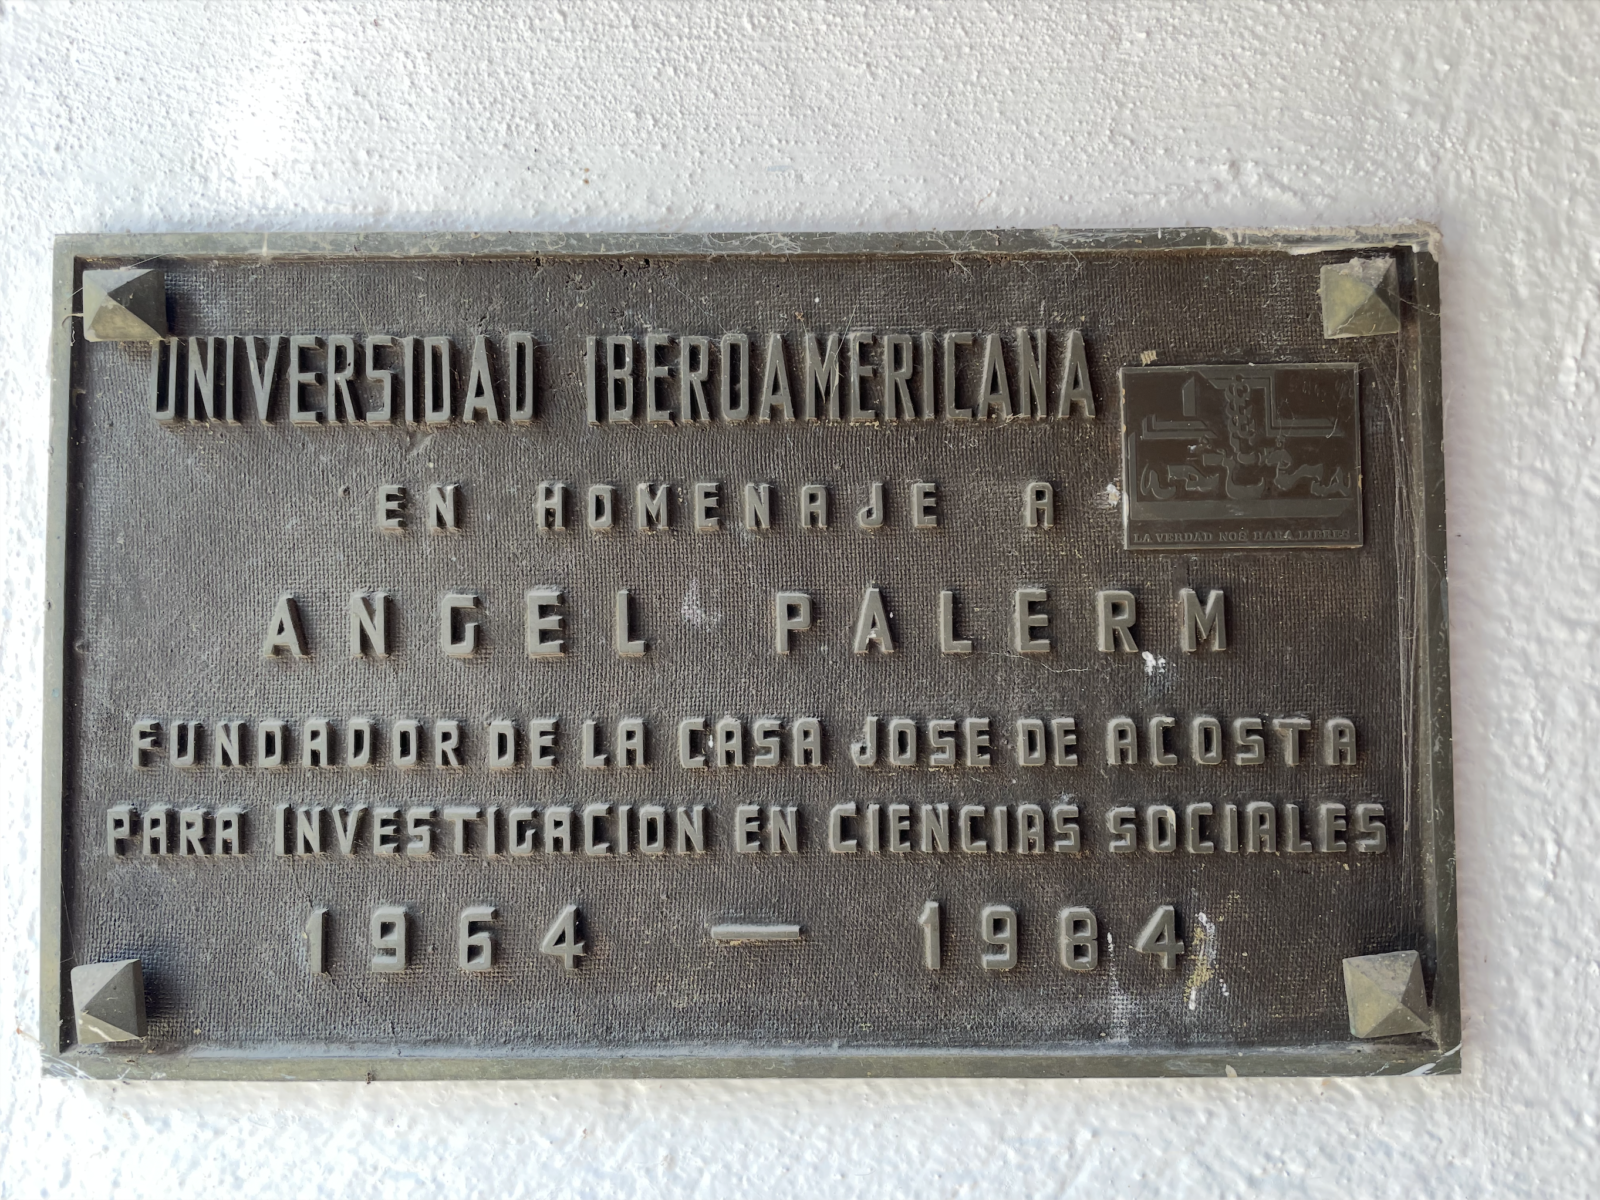 UNIVERSIDAD IBEROAMERICANA
EN HOMENAJE A
ANGEL PALERM
FUNDADOR DE LA CASA JOSE DE ACOSTA
PARA INVESTIGACION EN CIENCIAS SOCIALES
1964 — 1984
LA VERDAD NOS HARA LIBRES